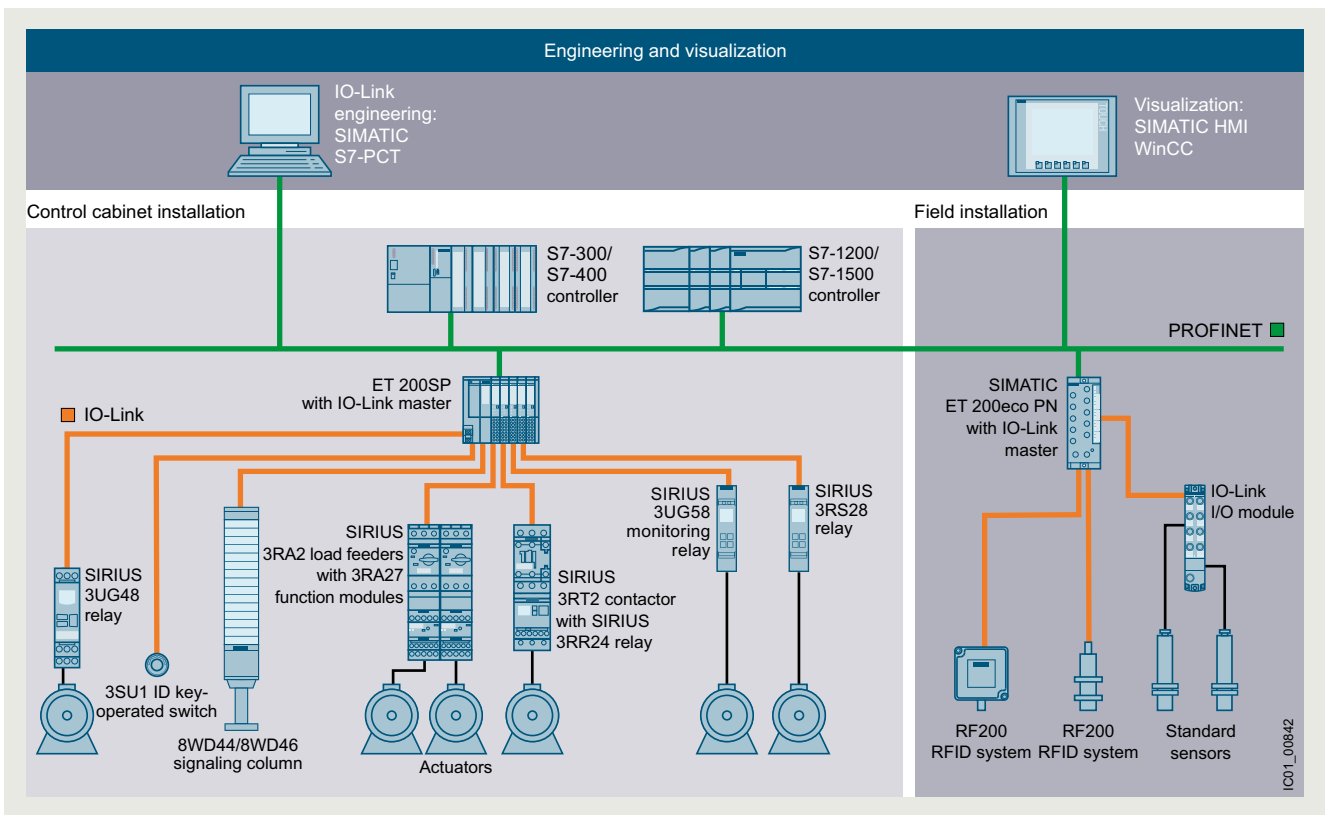 Engineering and visualization
IO-Link
engineering:
SIMATIC
S7-PCT
Visualization:
SIMATIC HMI
WinCC
Control cabinet installation
Field installation
S7-300/
S7-400
controller
S7-1200/
S7-1500
controller
PROFINET
ET 200SP
with IO-Link master
SIMATIC
ET 200eco PN
with IO-Link
master
IO-Link
SIRIUS
3UG48
relay
3SU1 ID key-
operated switch
8WD44/8WD46
signaling column
SIRIUS
3RA2 load feeders
with 3RA27
function modules
SIRIUS
3RT2 contactor
with SIRIUS
3RR24 relay
Actuators
SIRIUS
3UG58
monitoring
relay
SIRIUS
3RS28
relay
IO-Link
I/O module
RF200
RFID system
RF200
RFID system
Standard
sensors
IC01_00842